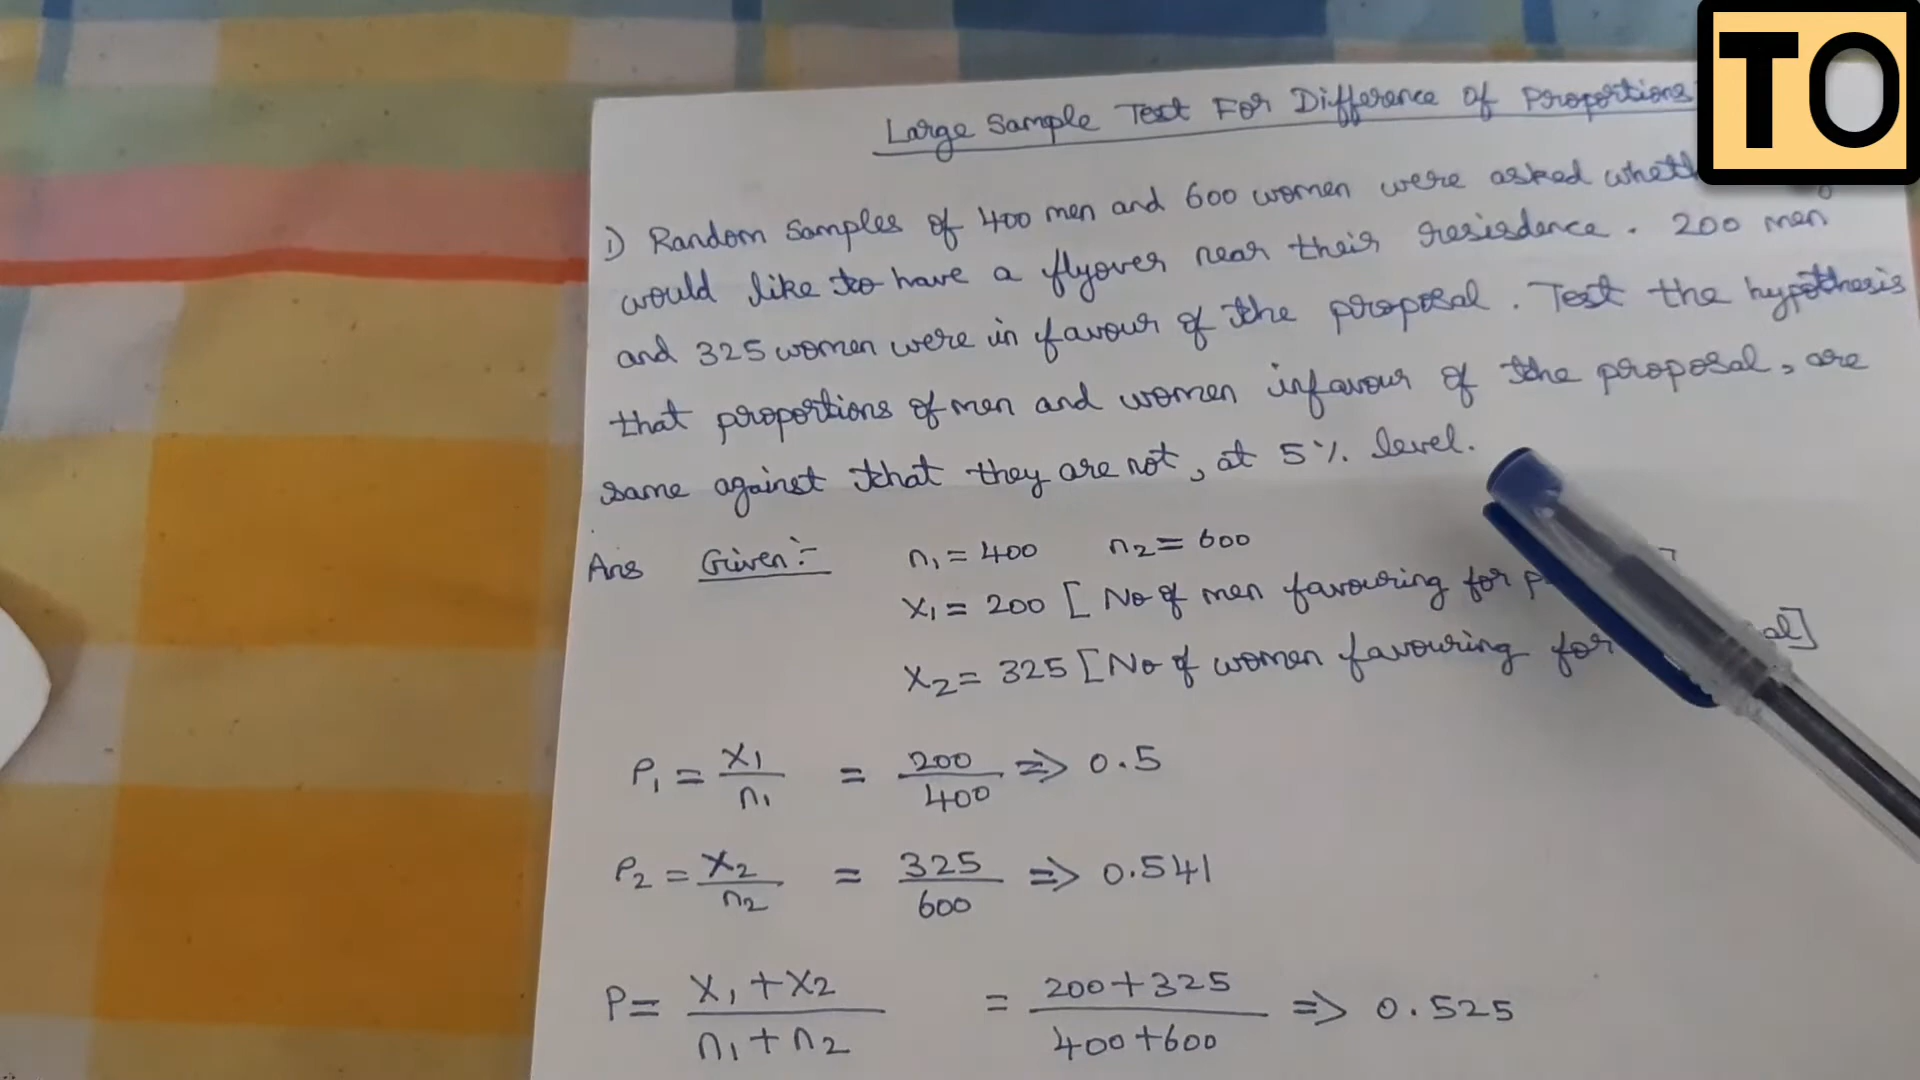 TO
Large Sample Test For Difference of Proportions
1) Random Samples of 400 men and 600 women were asked
would like to have a flyover near their resisdence. 200 men
and 325 women were in favour of the proposal. Test the hypothesis
that proportions of men and women infavour of the proposal, are
same against that they are not, at 5% level.
Ans Given:- n1 = 400 n2 = 600
X1 = 200 [ No of men favouring for
X2 = 325 [ No of women favouring for
P1 = X1/n1 = 200/400 => 0.5
P2 = X2/n2 = 325/600 => 0.541
P = X1+X2/n1+n2 = 200+325/400+600 => 0.525